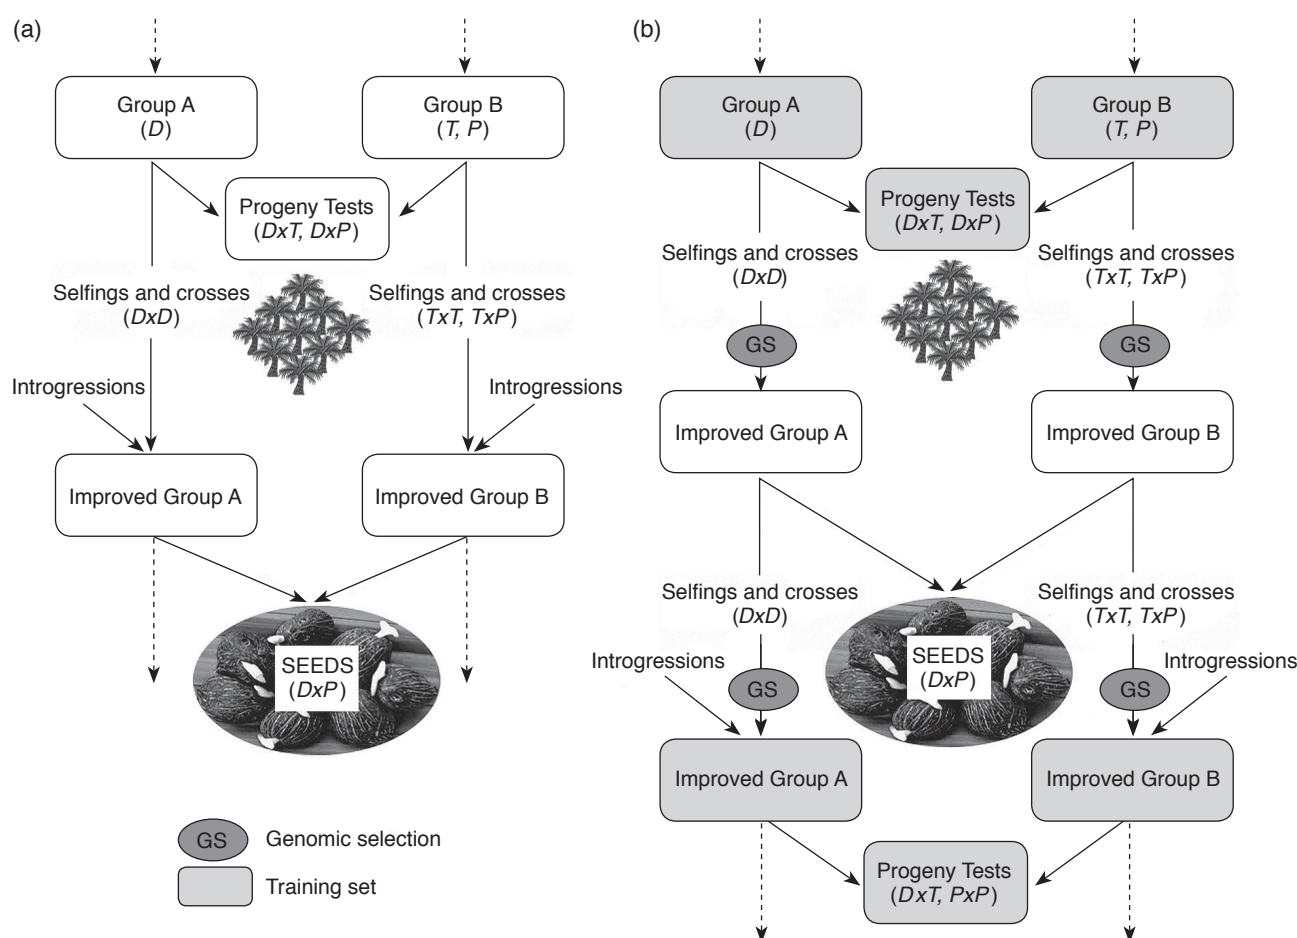 (a)
Group A
(D)
Group B
(T, P)
Progeny Tests
(DxT, DxP)
Selfings and crosses
(DxD)
Selfings and crosses
(TxT, TxP)
Introgressions
Introgressions
Improved Group A
Improved Group B
SEEDS
(DxP)
GS
Genomic selection
Training set
(b)
Group A
(D)
Group B
(T, P)
Progeny Tests
(DxT, DxP)
Selfings and crosses
(DxD)
Selfings and crosses
(TxT, TxP)
GS
GS
Improved Group A
Improved Group B
Selfings and crosses
(DxD)
Selfings and crosses
(TxT, TxP)
SEEDS
(DxP)
Introgressions
Introgressions
GS
GS
Improved Group A
Improved Group B
Progeny Tests
(DxT, PxP)